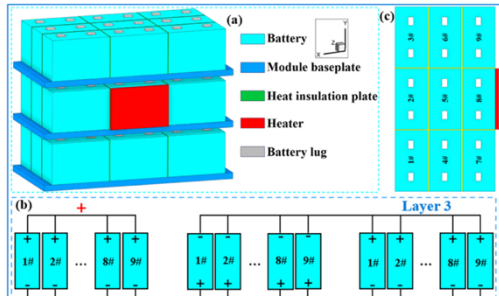 (a)
Y
Z
X
Battery
Module baseplate
Heat insulation plate
Heater
Battery lug
(c)
3# 6# 9#
2# 5# 8#
1# 4# 7#
(b)
+
Layer 3
+ + + + - - - - + + + +
1# 2# ... 8# 9# 1# 2# ... 8# 9# 1# 2# ... 8# 9#
- - - - + + + + - - - -